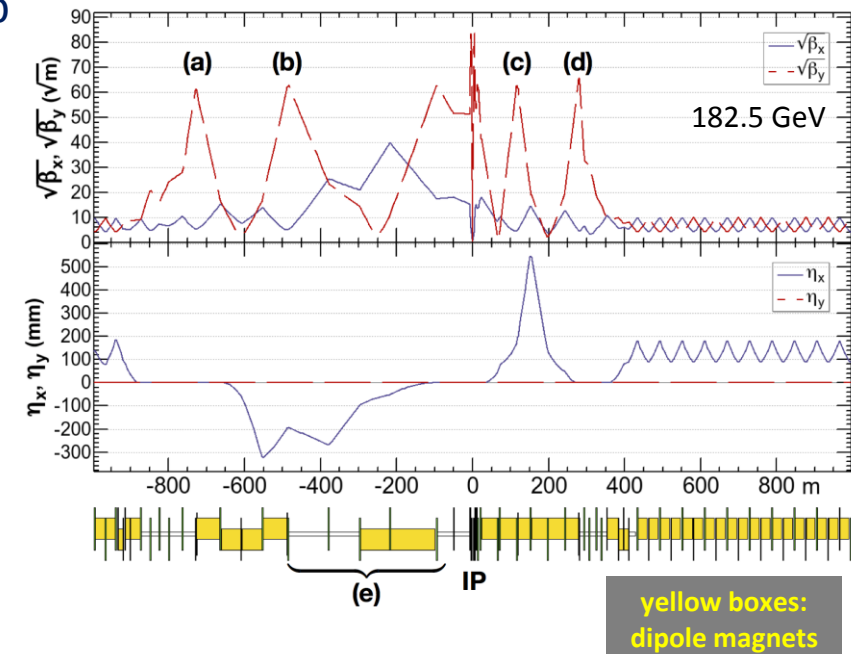 √βx, √βy (√m)
90
80
70
60
50
40
30
20
10
0
(a)
(b)
(c)
(d)
√βx
√βy
182.5 GeV
ηx, ηy (mm)
500
400
300
200
100
0
-100
-200
-300
ηx
ηy
-800 -600 -400 -200 0 200 400 600 800 m
(e)
IP
yellow boxes:
dipole magnets